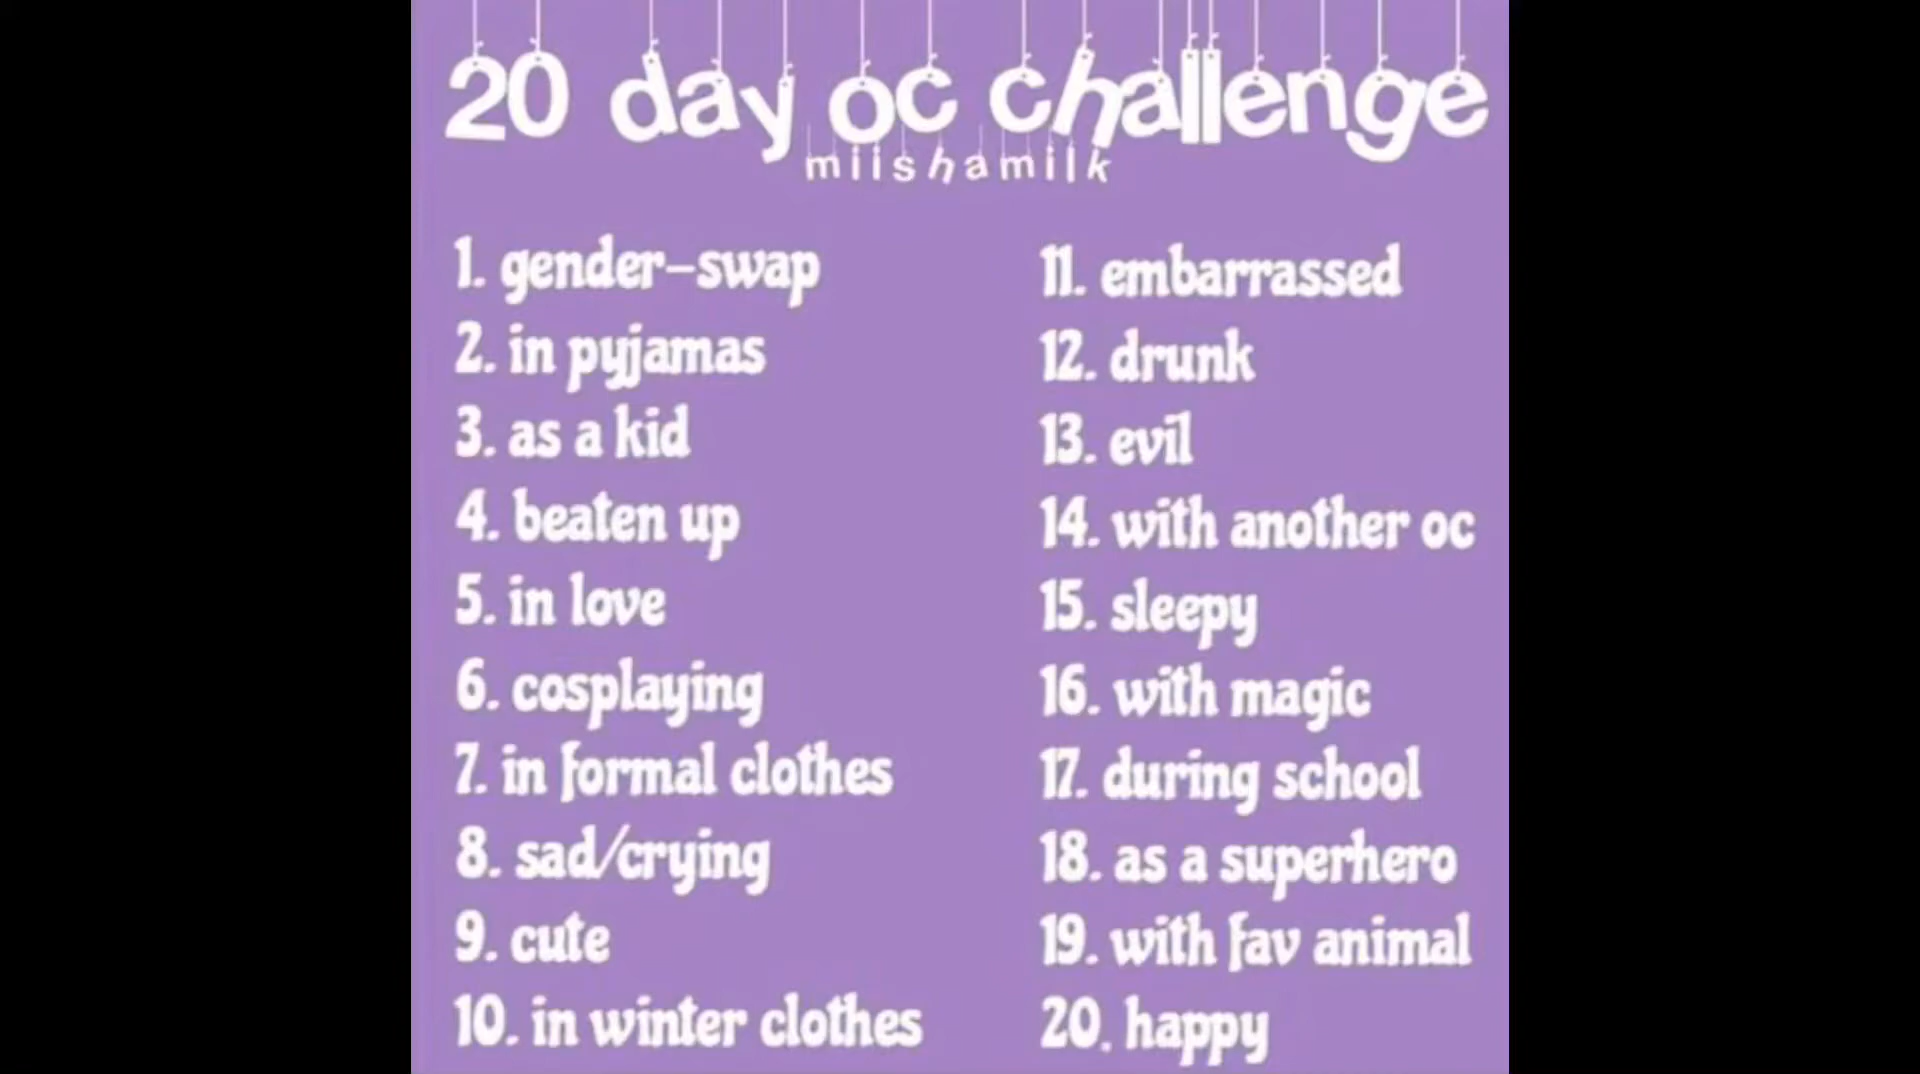 20 day oc challenge
miishamilk
1. gender-swap
2. in pyjamas
3. as a kid
4. beaten up
5. in love
6. cosplaying
7. in formal clothes
8. sad/crying
9. cute
10. in winter clothes
11. embarrassed
12. drunk
13. evil
14. with another oc
15. sleepy
16. with magic
17. during school
18. as a superhero
19. with fav animal
20. happy